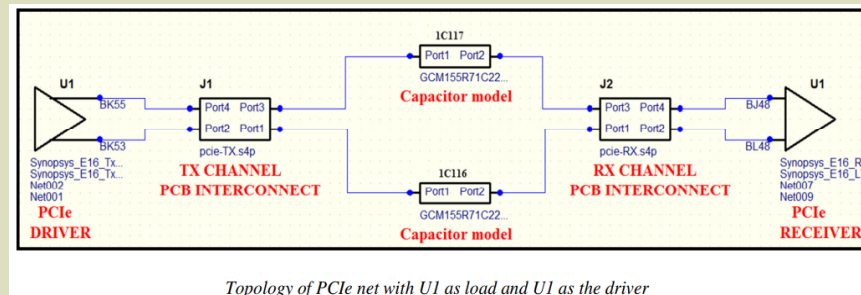 1C117
Port1 Port2
GCM155R71C22...
Capacitor model
U1
BK55
BK53
Synopsys_E16_Tx...
Synopsys_E16_Tx...
Net002
Net001
PCIe
DRIVER
J1
Port4 Port3
Port2 Port1
pcie-TX.s4p
TX CHANNEL
PCB INTERCONNECT
1C116
Port1 Port2
GCM155R71C22...
Capacitor model
J2
Port3 Port4
Port1 Port2
pcie-RX.s4p
RX CHANNEL
PCB INTERCONNECT
U1
BJ48
BL48
Synopsys_E16_R
Synopsys_E16_L
Net007
Net009
PCIe
RECEIVER
Topology of PCIe net with U1 as load and U1 as the driver